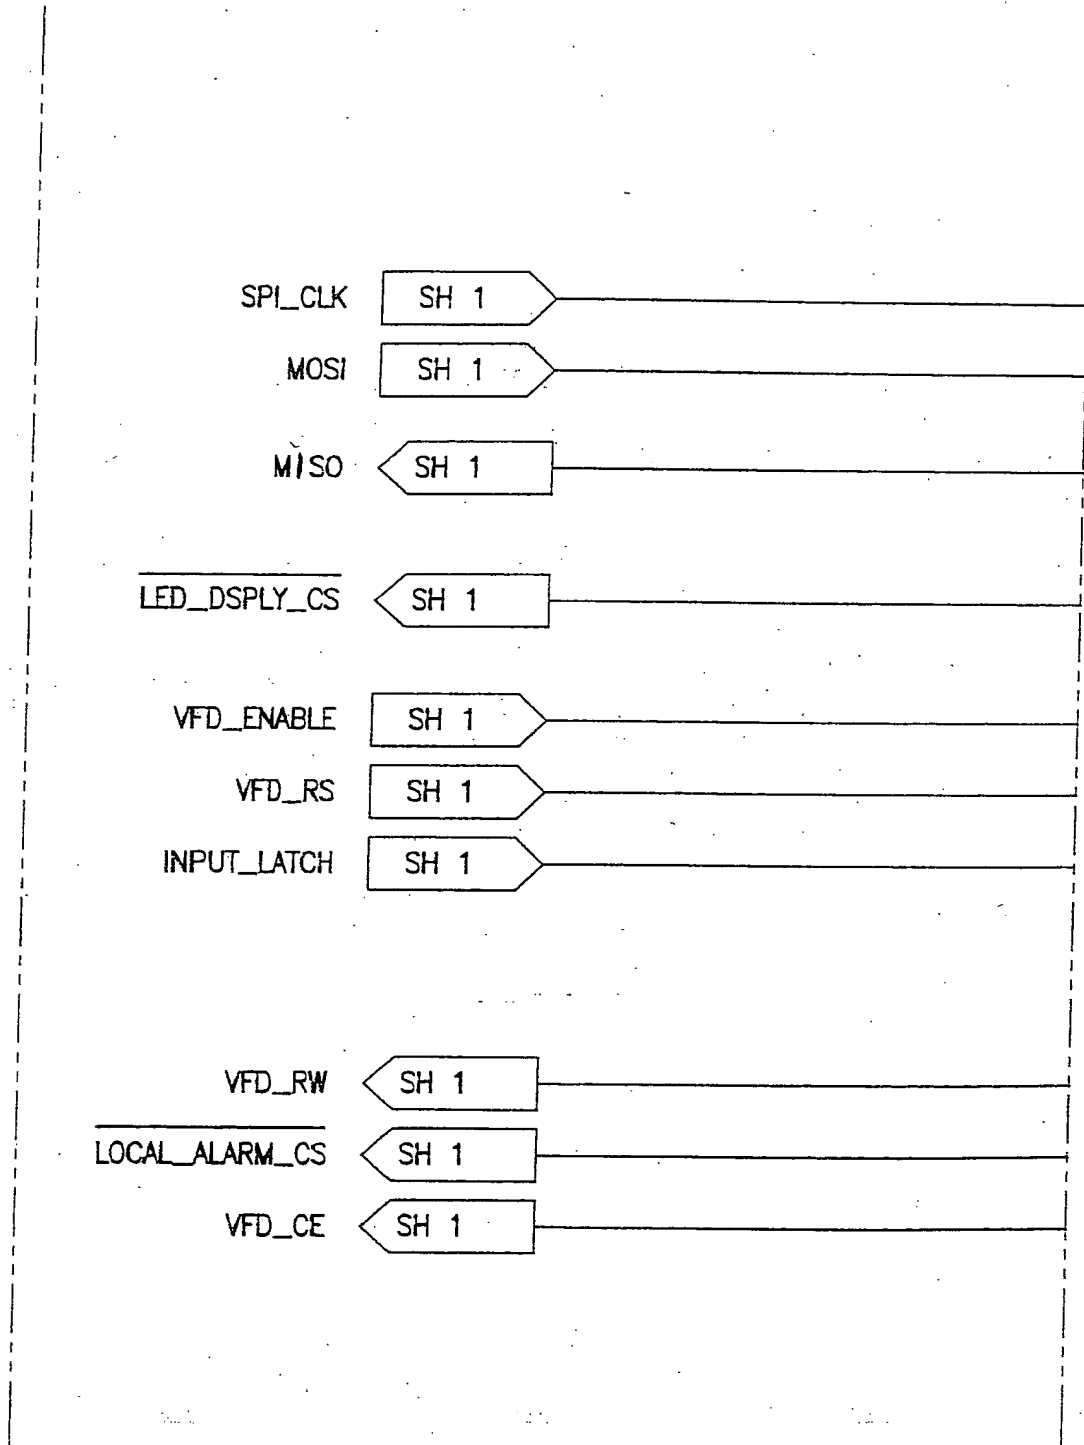 SPI_CLK SH 1
MOSI SH 1
MISO SH 1
LED_DSPLY_CS SH 1
VFD_ENABLE SH 1
VFD_RS SH 1
INPUT_LATCH SH 1
VFD_RW SH 1
LOCAL_ALARM_CS SH 1
VFD_CE SH 1